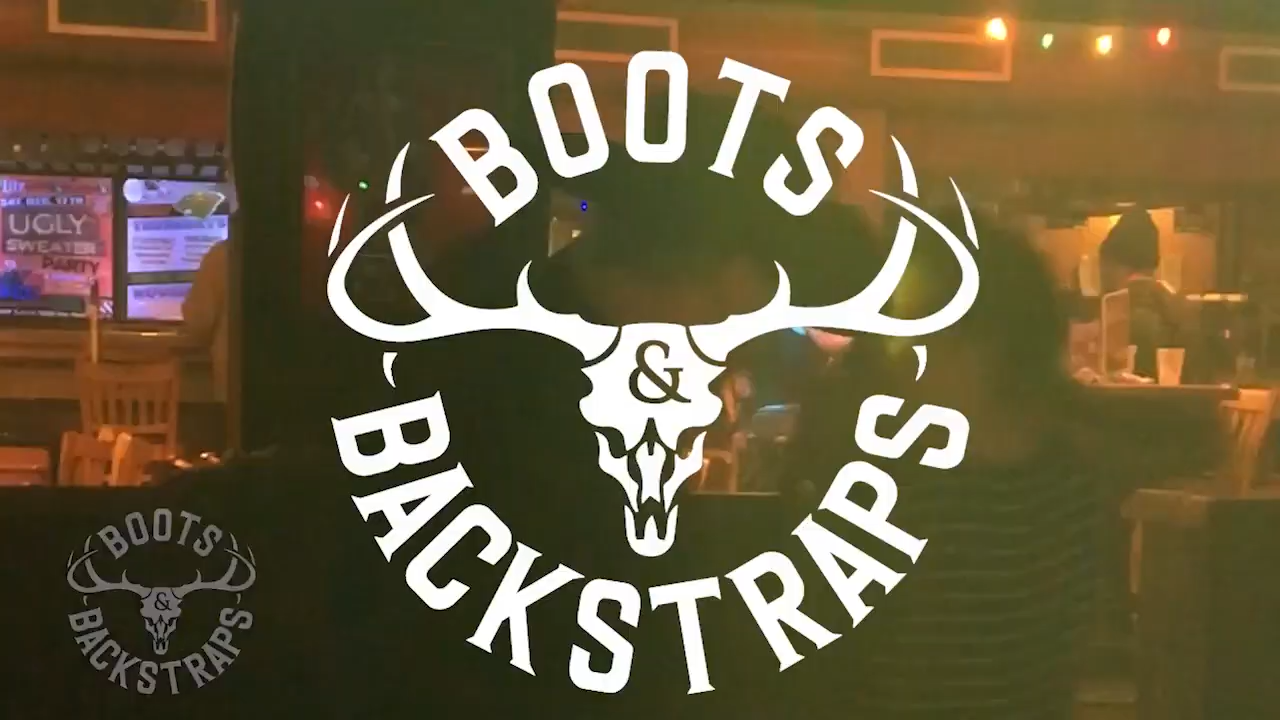 BOOTS
&
BACKSTRAPS
UGLY
SWEATER
PARTY
BOOTS
&
BACKSTRAPS